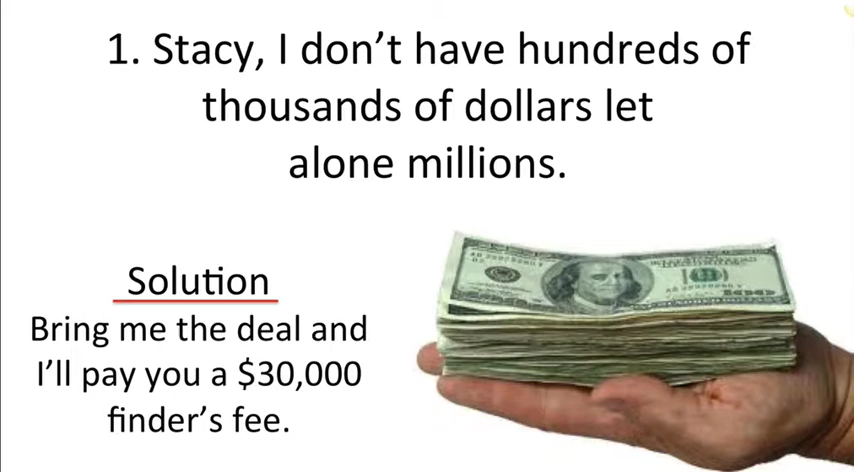 1. Stacy, I don’t have hundreds of
thousands of dollars let
alone millions.
Solution
Bring me the deal and
I’ll pay you a $30,000
finder’s fee.
100